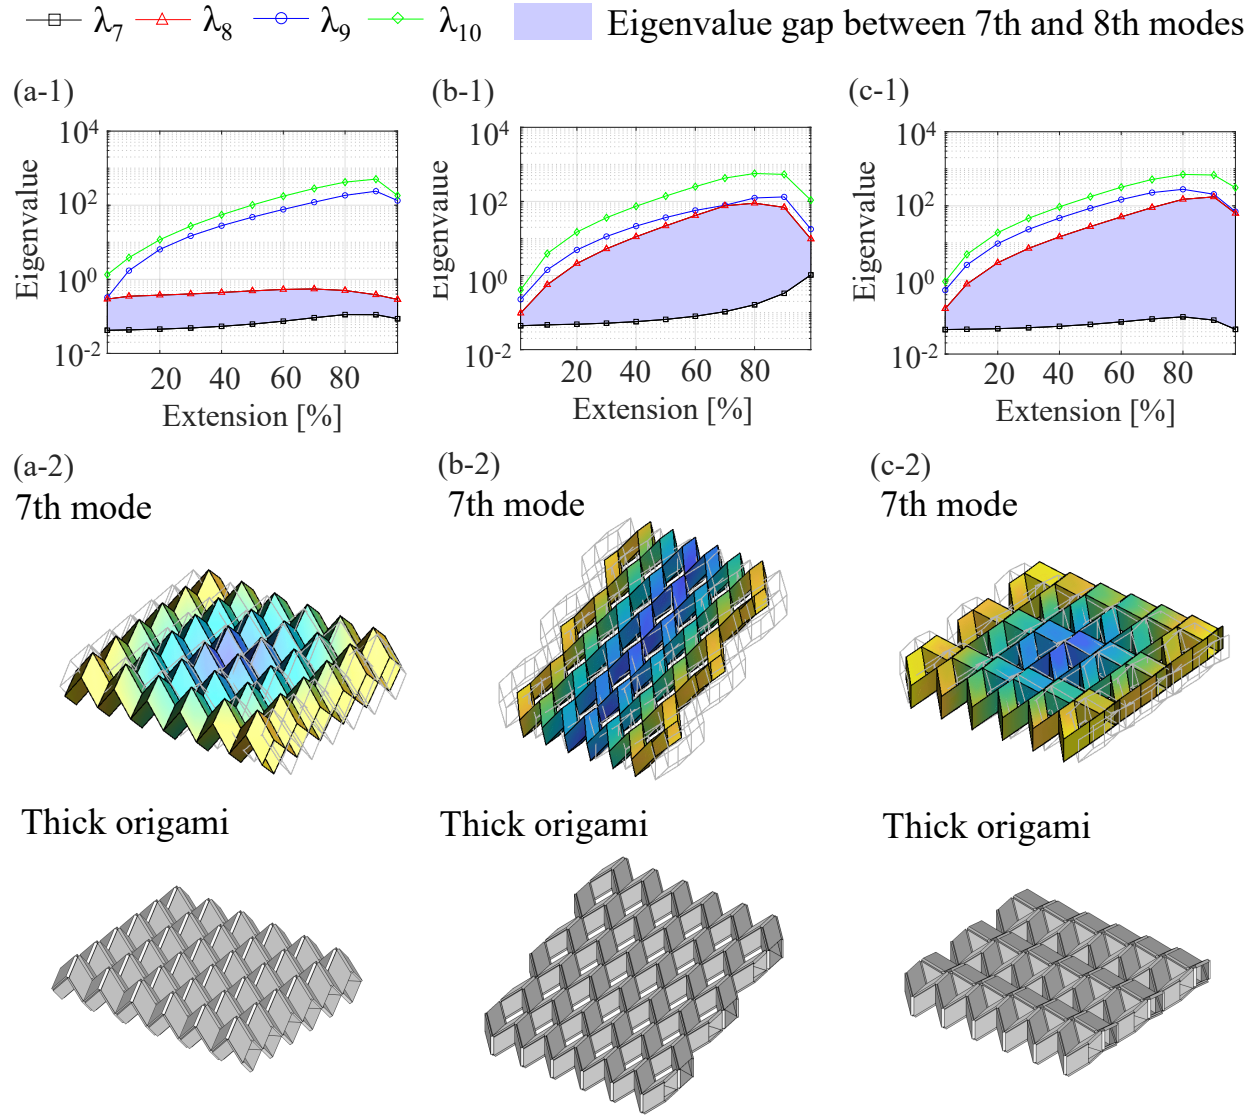 λ7 λ8 λ9 λ10 Eigenvalue gap between 7th and 8th modes
(a-1) (b-1) (c-1)
10^4 10^4 10^4
10^2 10^2 10^2
10^0 10^0 10^0
10^-2 10^-2 10^-2
Eigenvalue Eigenvalue Eigenvalue
20 40 60 80 20 40 60 80 20 40 60 80
Extension [%] Extension [%] Extension [%]
(a-2) (b-2) (c-2)
7th mode 7th mode 7th mode
Thick origami Thick origami Thick origami